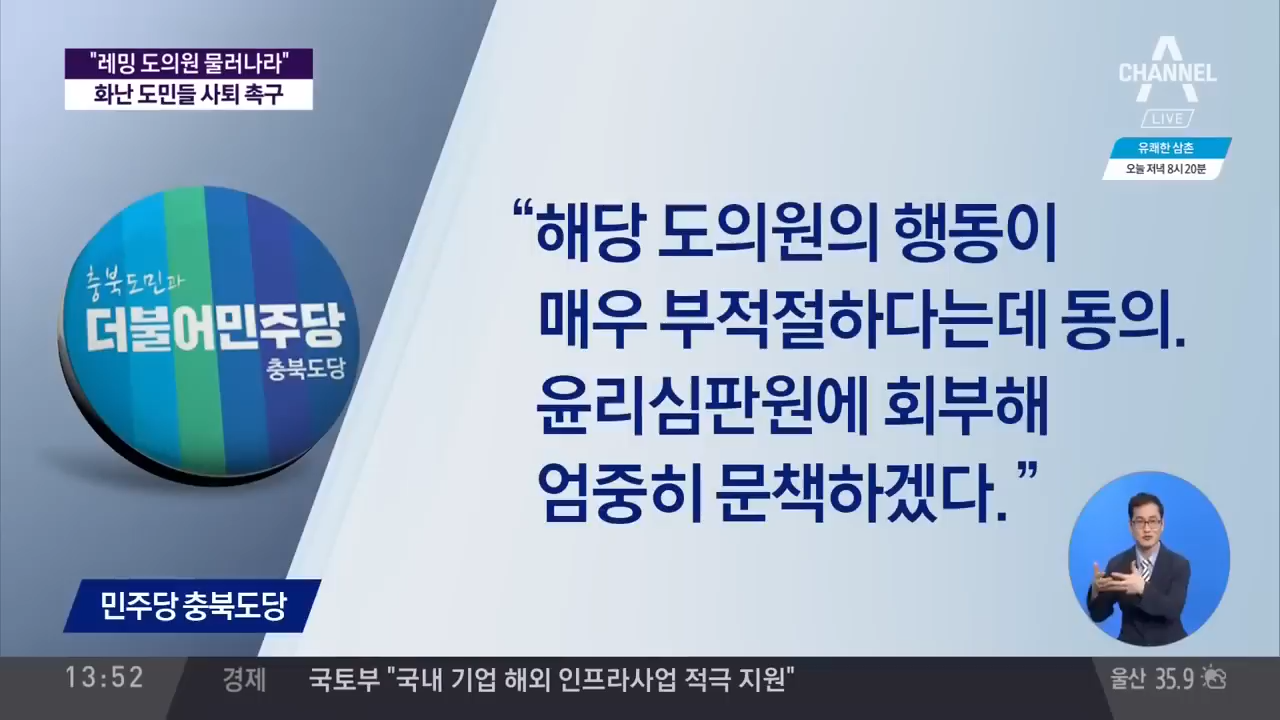 "레밍 도의원 물러나라"
화난 도민들 사퇴 촉구
CHANNEL A
LIVE
유쾌한 삼촌
오늘 저녁 8시 20분
“해당 도의원의 행동이
매우 부적절하다는데 동의.
윤리심판원에 회부해
엄중히 문책하겠다.”
충북도민과
더불어민주당
충북도당
민주당 충북도당
13:52 경제 국토부 "국내 기업 해외 인프라사업 적극 지원" 울산 35.9